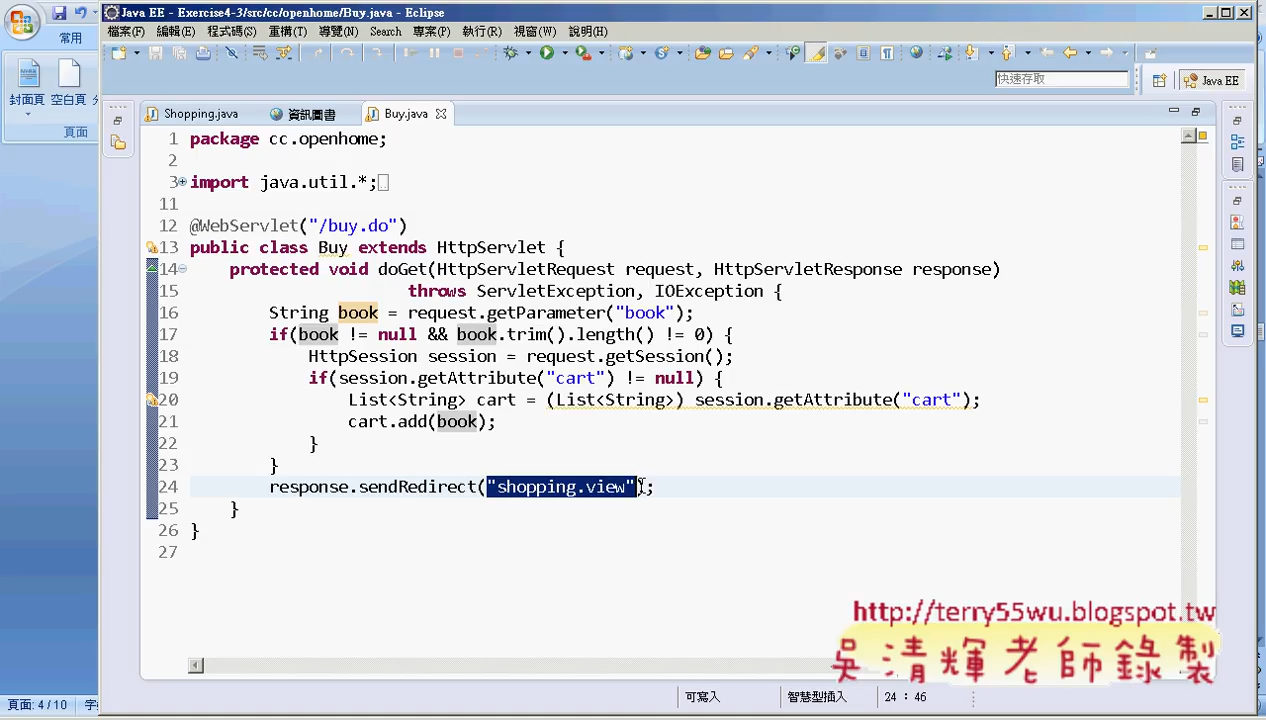 Java EE - Exercise4-3/src/cc/openhome/Buy.java - Eclipse
檔案(F) 編輯(E) 程式碼(S) 重構(T) 導覽(N) Search 專案(P) 執行(R) 視窗(W) 說明(H)
常用
封面頁 空白頁
頁面
快速存取
Java EE
Shopping.java
資訊圖書
Buy.java
1 package cc.openhome;
2
3 import java.util.*;
11
12 @WebServlet("/buy.do")
13 public class Buy extends HttpServlet {
14 protected void doGet(HttpServletRequest request, HttpServletResponse response)
15 throws ServletException, IOException {
16 String book = request.getParameter("book");
17 if(book != null && book.trim().length() != 0) {
18 HttpSession session = request.getSession();
19 if(session.getAttribute("cart") != null) {
20 List<String> cart = (List<String>) session.getAttribute("cart");
21 cart.add(book);
22 }
23 }
24 response.sendRedirect("shopping.view");
25 }
26 }
27
http://terry55wu.blogspot.tw
吳清輝老師錄製
頁面: 4/10
可寫入
智慧型插入
24 : 46